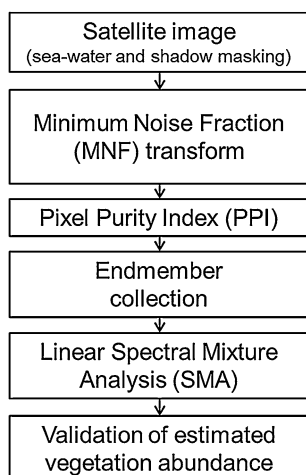 Satellite image
(sea-water and shadow masking)
Minimum Noise Fraction
(MNF) transform
Pixel Purity Index (PPI)
Endmember
collection
Linear Spectral Mixture
Analysis (SMA)
Validation of estimated
vegetation abundance